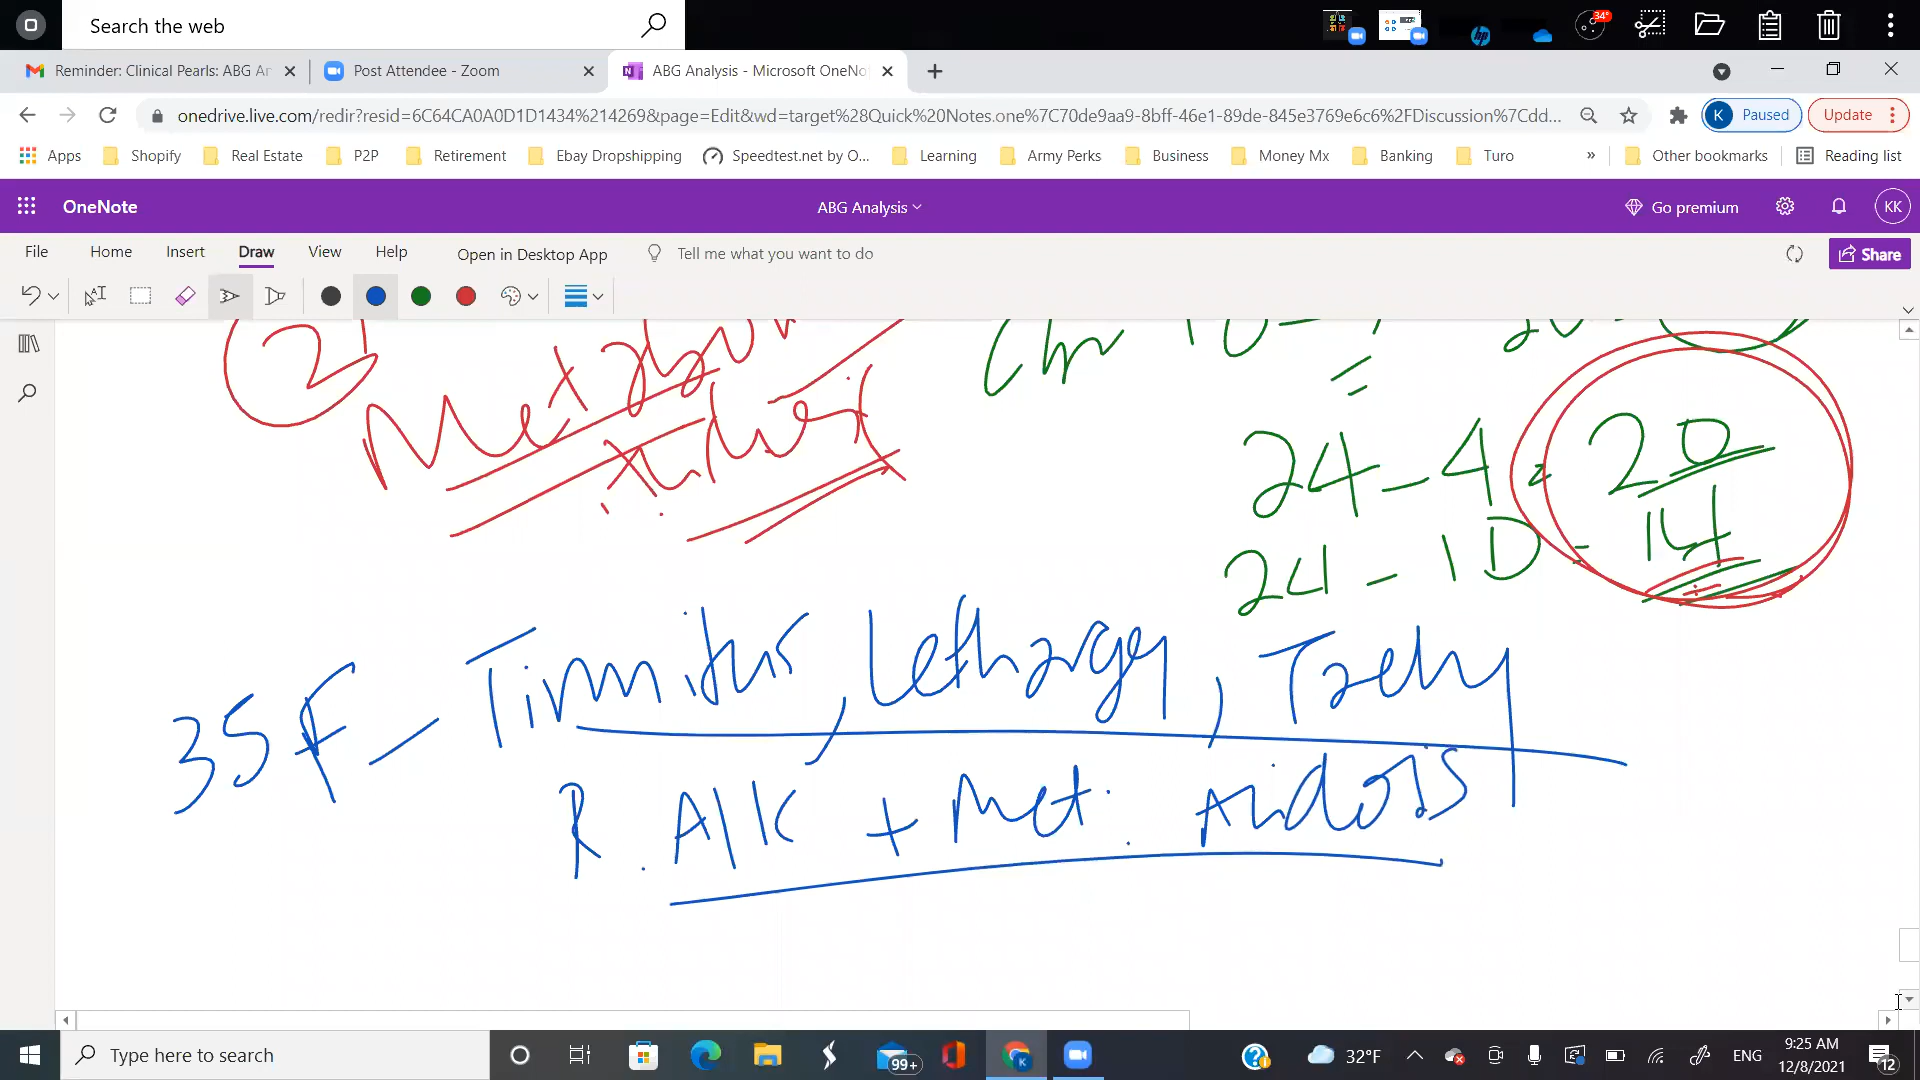 Search the web
34°
Reminder: Clinical Pearls: ABG Ar
Post Attendee - Zoom
ABG Analysis - Microsoft OneNo
onedrive.live.com/redir?resid=6C64CA0A0D1D1434%214269&page=Edit&wd=target%28Quick%20Notes.one%7C70de9aa9-8bff-46e1-89de-845e3769e6c6%2FDiscussion%7Cdd...
K Paused
Update
Apps Shopify Real Estate P2P Retirement Ebay Dropshipping Speedtest.net by O... Learning Army Perks Business Money Mx Banking Turo » Other bookmarks Reading list
OneNote
ABG Analysis
Go premium
KK
File Home Insert Draw View Help Open in Desktop App Tell me what you want to do
Share
2
24 - 4 = 20
24 - 10 = 14
35 F - Tinnitus, Lethargy, Tachy
R. Alk + Met. Acidosis
Type here to search
99+
32°F
ENG
9:25 AM
12/8/2021
12